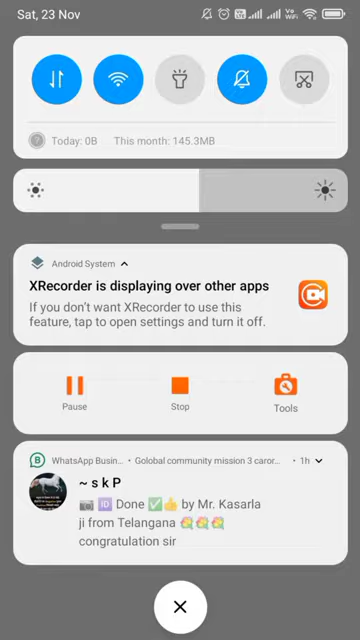 Sat, 23 Nov
Vo
WiFi
Today: 0B This month: 145.3MB
Android System
XRecorder is displaying over other apps
If you don’t want XRecorder to use this
feature, tap to open settings and turn it off.
Pause
Stop
Tools
WhatsApp Busin... • Golobal community mission 3 caror... • 1h
~ s k P
📷 🆔 Done ✅👍 by Mr. Kasarla
ji from Telangana 💐💐💐
congratulation sir